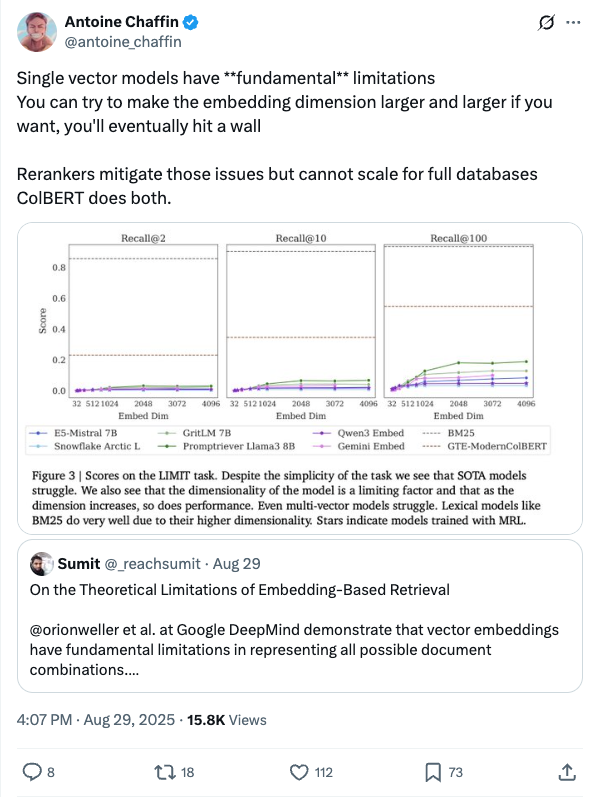 Antoine Chaffin
@antoine_chaffin
Single vector models have **fundamental** limitations
You can try to make the embedding dimension larger and larger if you
want, you'll eventually hit a wall
Rerankers mitigate those issues but cannot scale for full databases
ColBERT does both.
Recall@2 Recall@10 Recall@100
Score
0.8
0.6
0.4
0.2
0.0
32 512 1024 2048 3072 4096 32 512 1024 2048 3072 4096 32 512 1024 2048 3072 4096
Embed Dim Embed Dim Embed Dim
E5-Mistral 7B GritLM 7B Qwen3 Embed BM25
Snowflake Arctic L Promptriever Llama3 8B Gemini Embed GTE-ModernColBERT
Figure 3 | Scores on the LIMIT task. Despite the simplicity of the task we see that SOTA models
struggle. We also see that the dimensionality of the model is a limiting factor and that as the
dimension increases, so does performance. Even multi-vector models struggle. Lexical models like
BM25 do very well due to their higher dimensionality. Stars indicate models trained with MRL.
Sumit @_reachsumit · Aug 29
On the Theoretical Limitations of Embedding-Based Retrieval
@orionweller et al. at Google DeepMind demonstrate that vector embeddings
have fundamental limitations in representing all possible document
combinations....
4:07 PM · Aug 29, 2025 · 15.8K Views
8 18 112 73